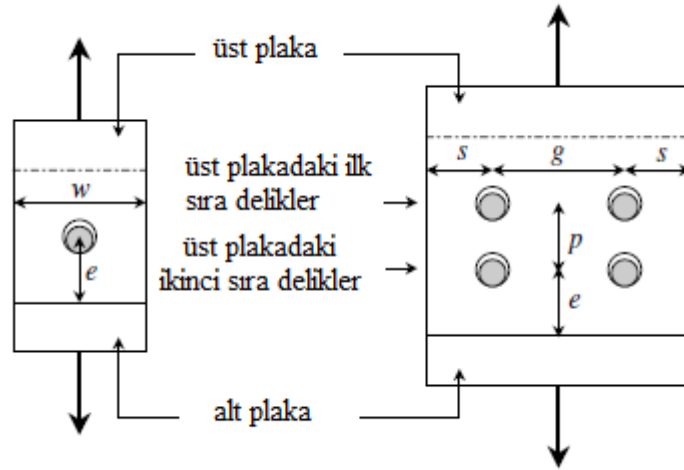 üst plaka
s
g
s
üst plakadaki ilk
sıra delikler
w
üst plakadaki
ikinci sıra delikler
p
e
e
alt plaka